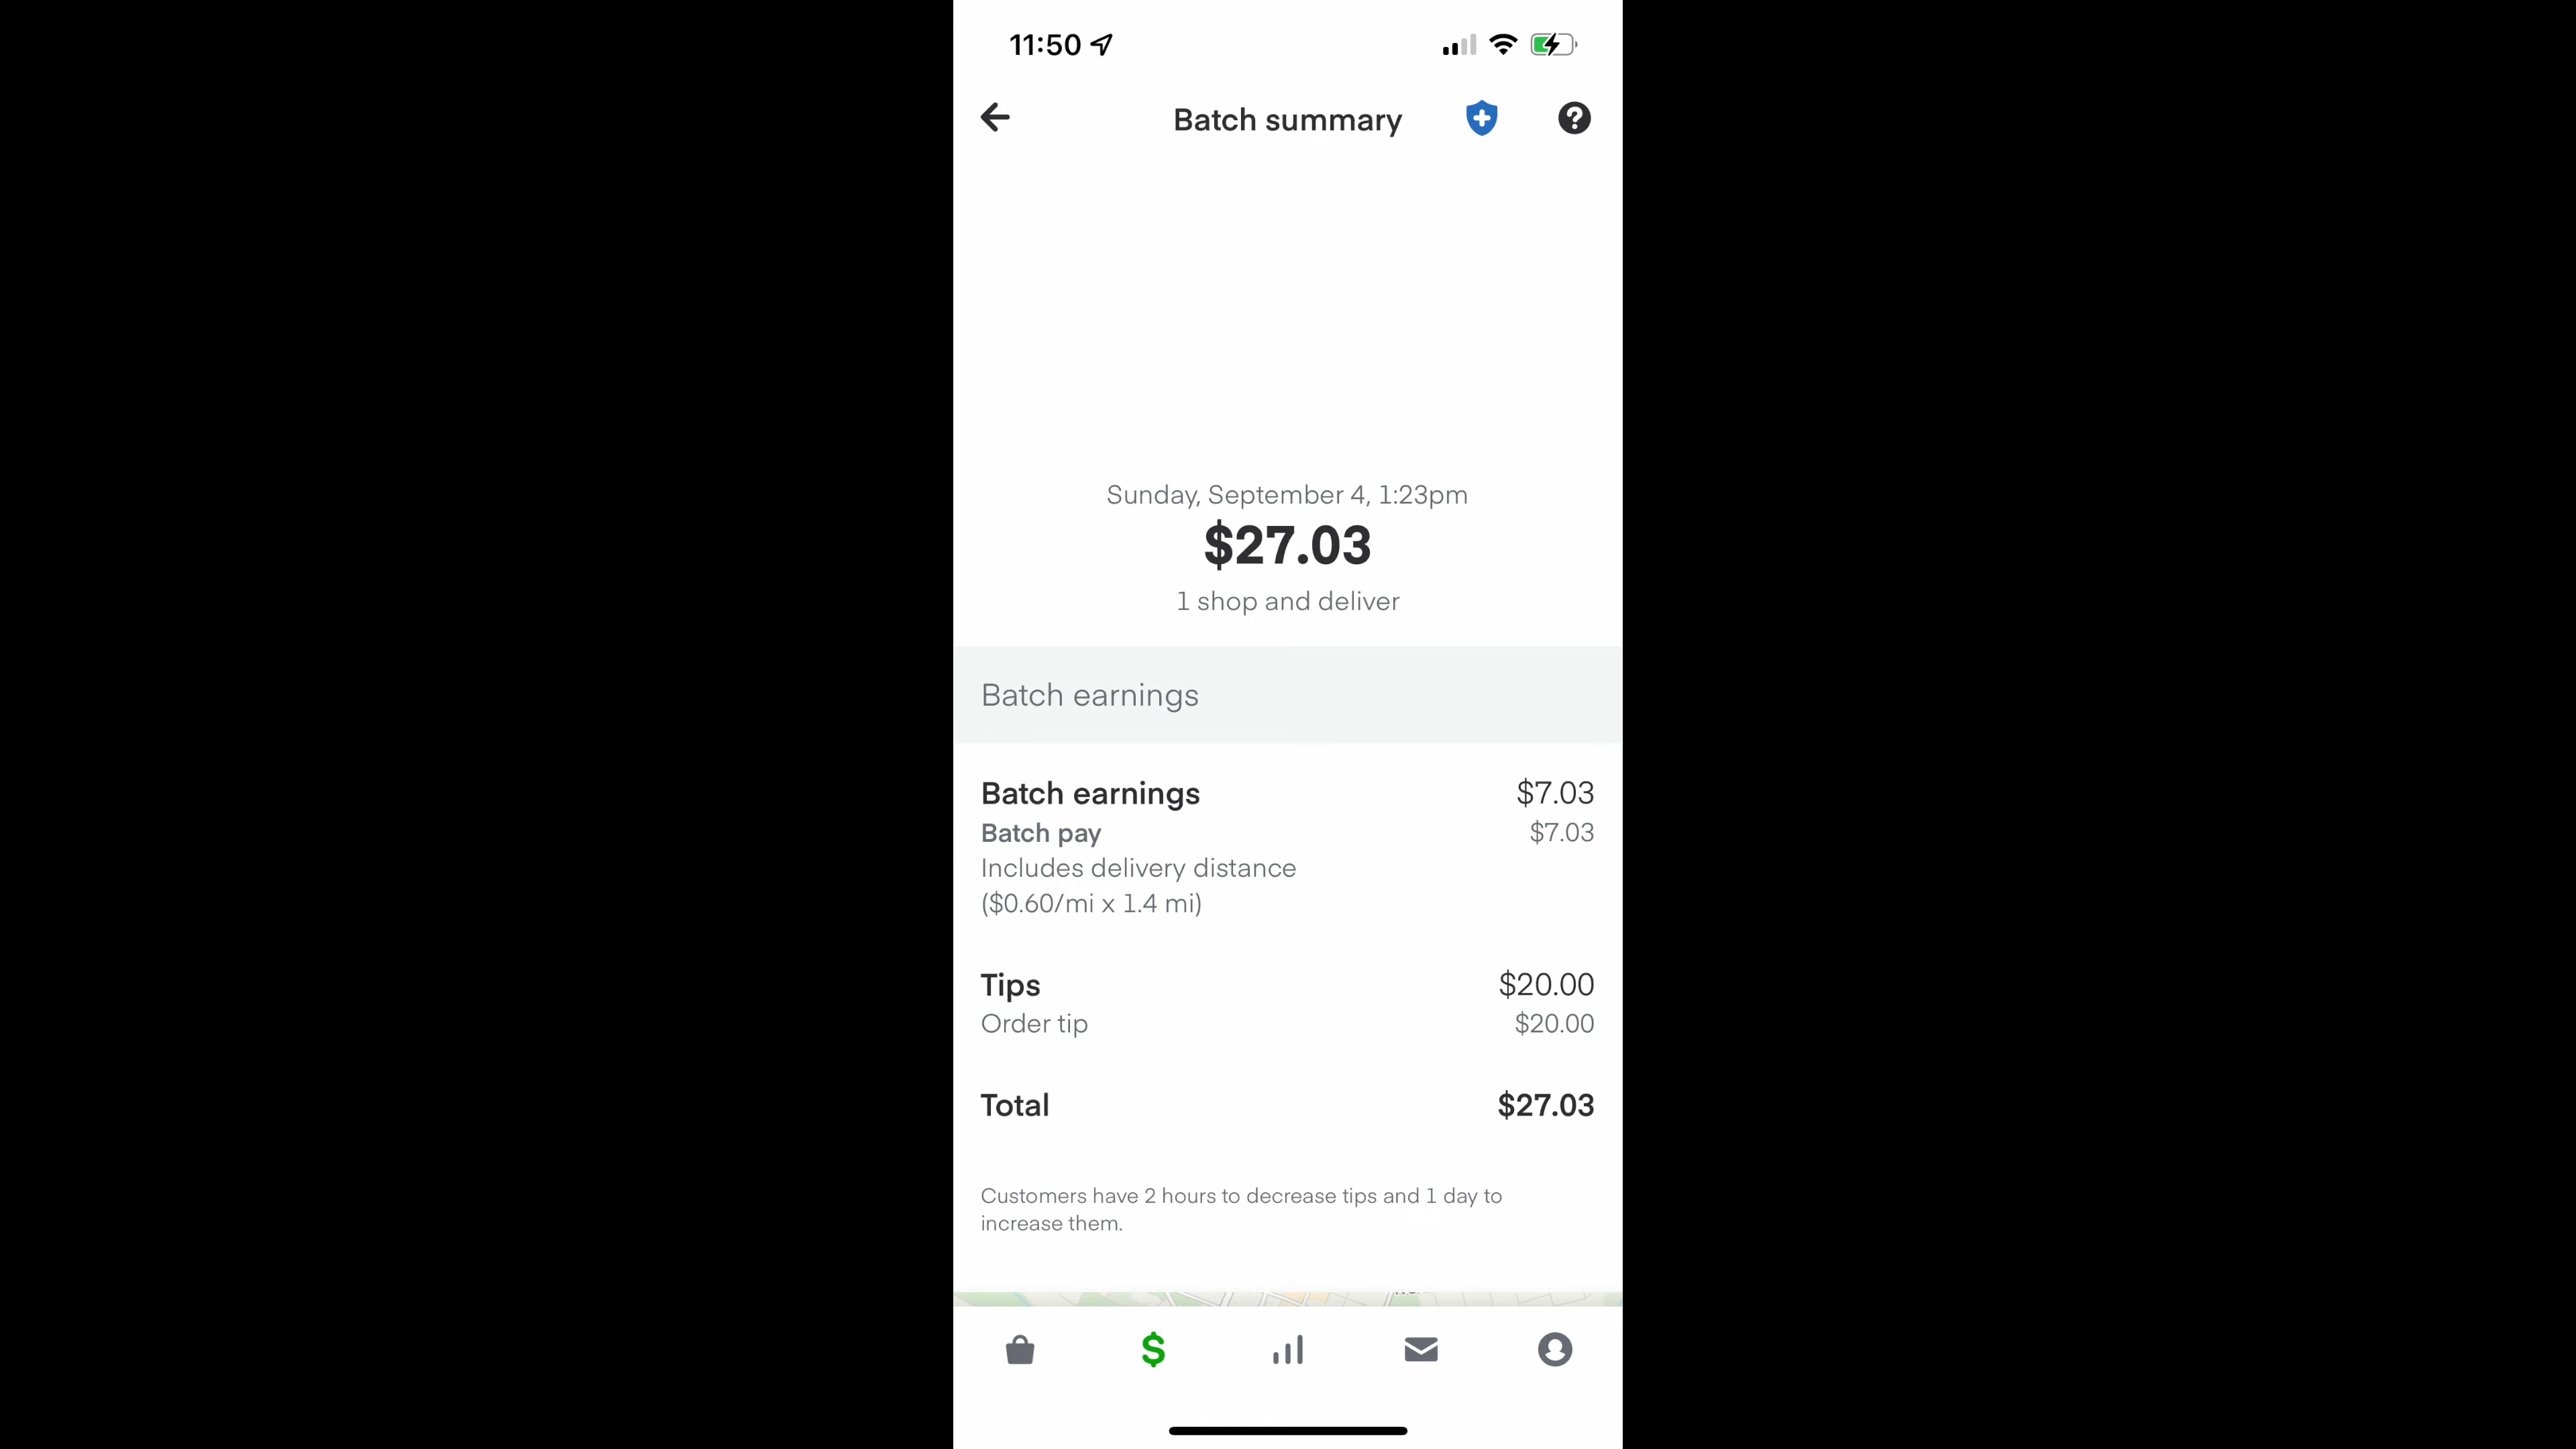 11:50
Batch summary
Sunday, September 4, 1:23pm
$27.03
1 shop and deliver
Batch earnings
Batch earnings $7.03
Batch pay $7.03
Includes delivery distance
($0.60/mi x 1.4 mi)
Tips $20.00
Order tip $20.00
Total $27.03
Customers have 2 hours to decrease tips and 1 day to
increase them.